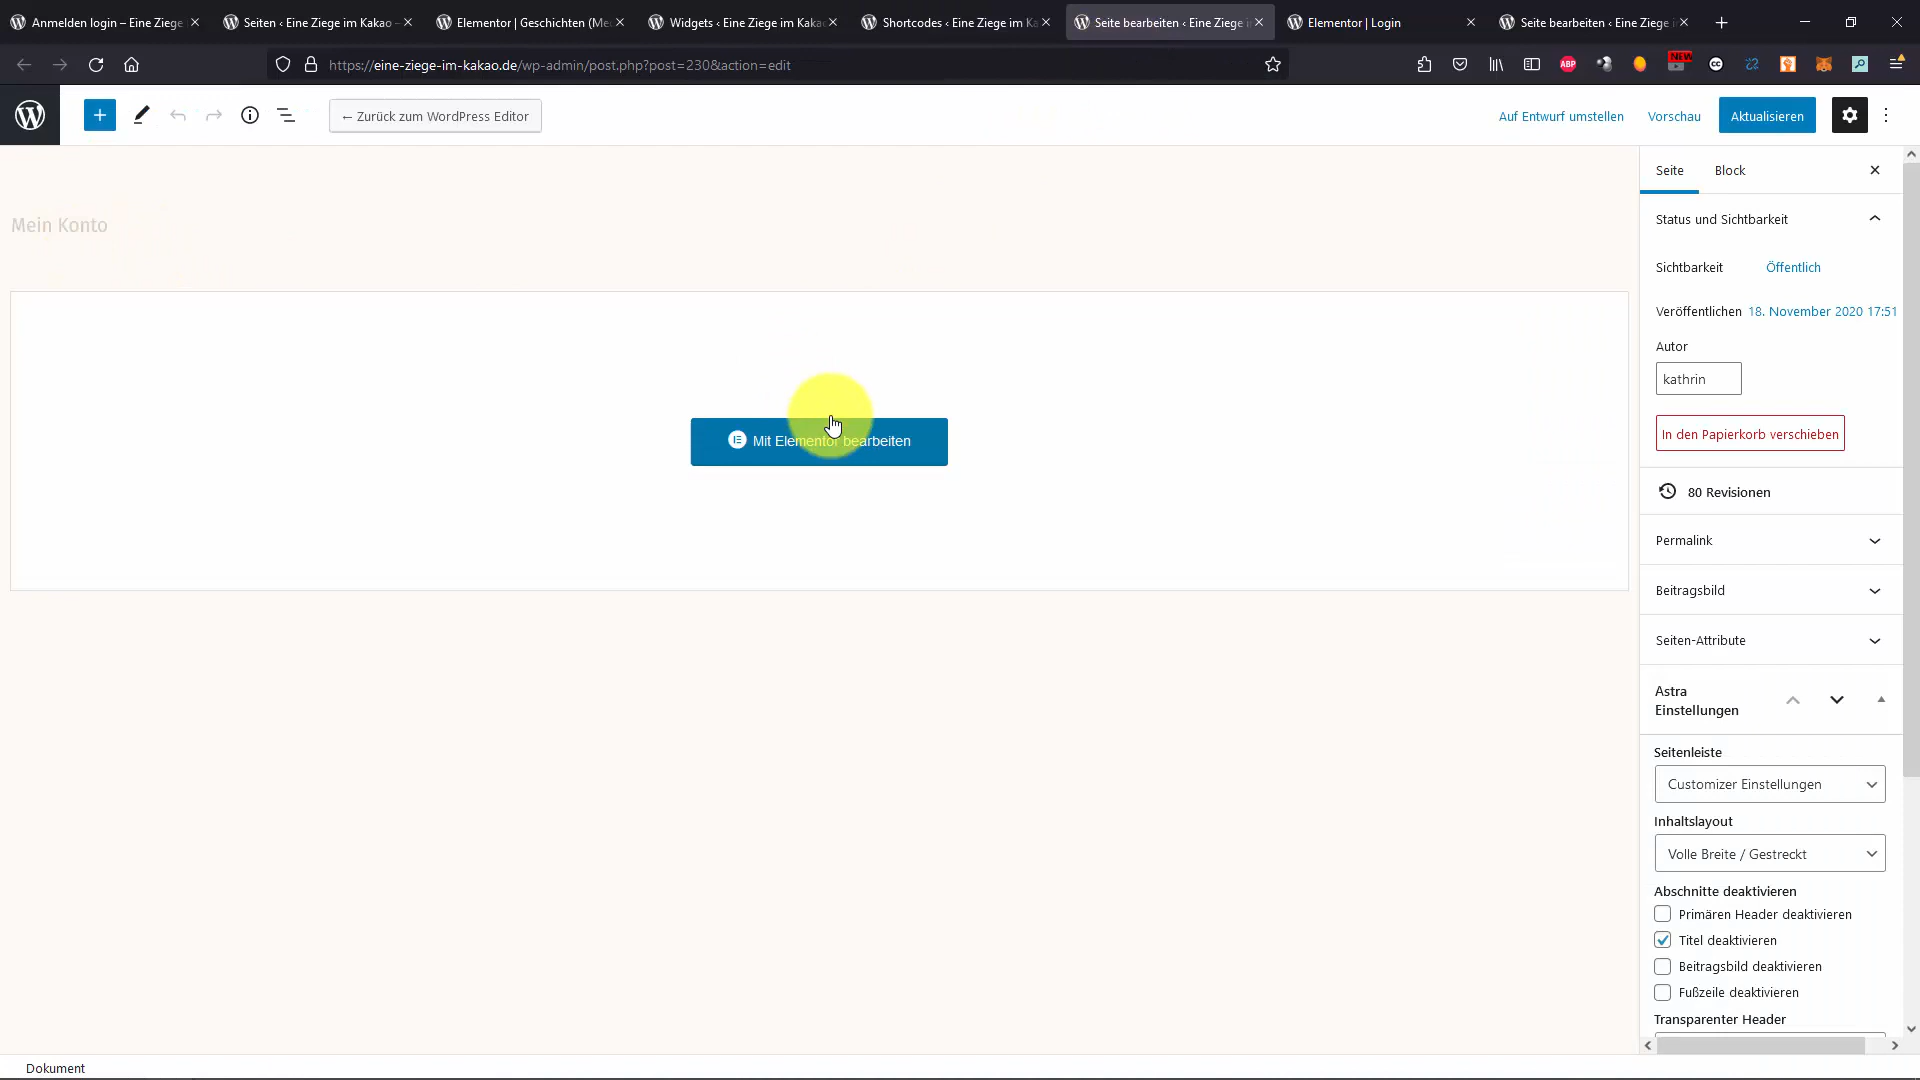 Anmelden login – Eine Ziege
Seiten ‹ Eine Ziege im Kakao –
Elementor | Geschichten (Me
Widgets ‹ Eine Ziege im Kakao
Shortcodes ‹ Eine Ziege im Ka
Seite bearbeiten ‹ Eine Ziege i
Elementor | Login
Seite bearbeiten ‹ Eine Ziege i
https://eine-ziege-im-kakao.de/wp-admin/post.php?post=230&action=edit
ABP
NEW
← Zurück zum WordPress Editor
Auf Entwurf umstellen
Vorschau
Aktualisieren
Seite
Block
Mein Konto
Status und Sichtbarkeit
Sichtbarkeit
Öffentlich
Veröffentlichen
18. November 2020 17:51
Autor
kathrin
Mit Elementor bearbeiten
In den Papierkorb verschieben
80 Revisionen
Permalink
Beitragsbild
Seiten-Attribute
Astra
Einstellungen
Seitenleiste
Customizer Einstellungen
Inhaltslayout
Volle Breite / Gestreckt
Abschnitte deaktivieren
Primären Header deaktivieren
Titel deaktivieren
Beitragsbild deaktivieren
Fußzeile deaktivieren
Transparenter Header
Dokument